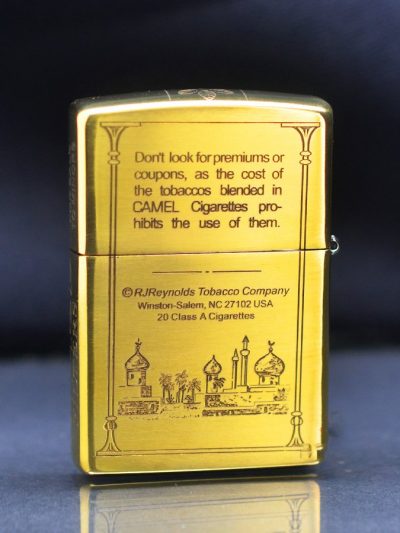 Don't look for premiums or
coupons, as the cost of
the tobaccos blended in
CAMEL Cigarettes pro-
hibits the use of them.
© RJReynolds Tobacco Company
Winston-Salem, NC 27102 USA
20 Class A Cigarettes